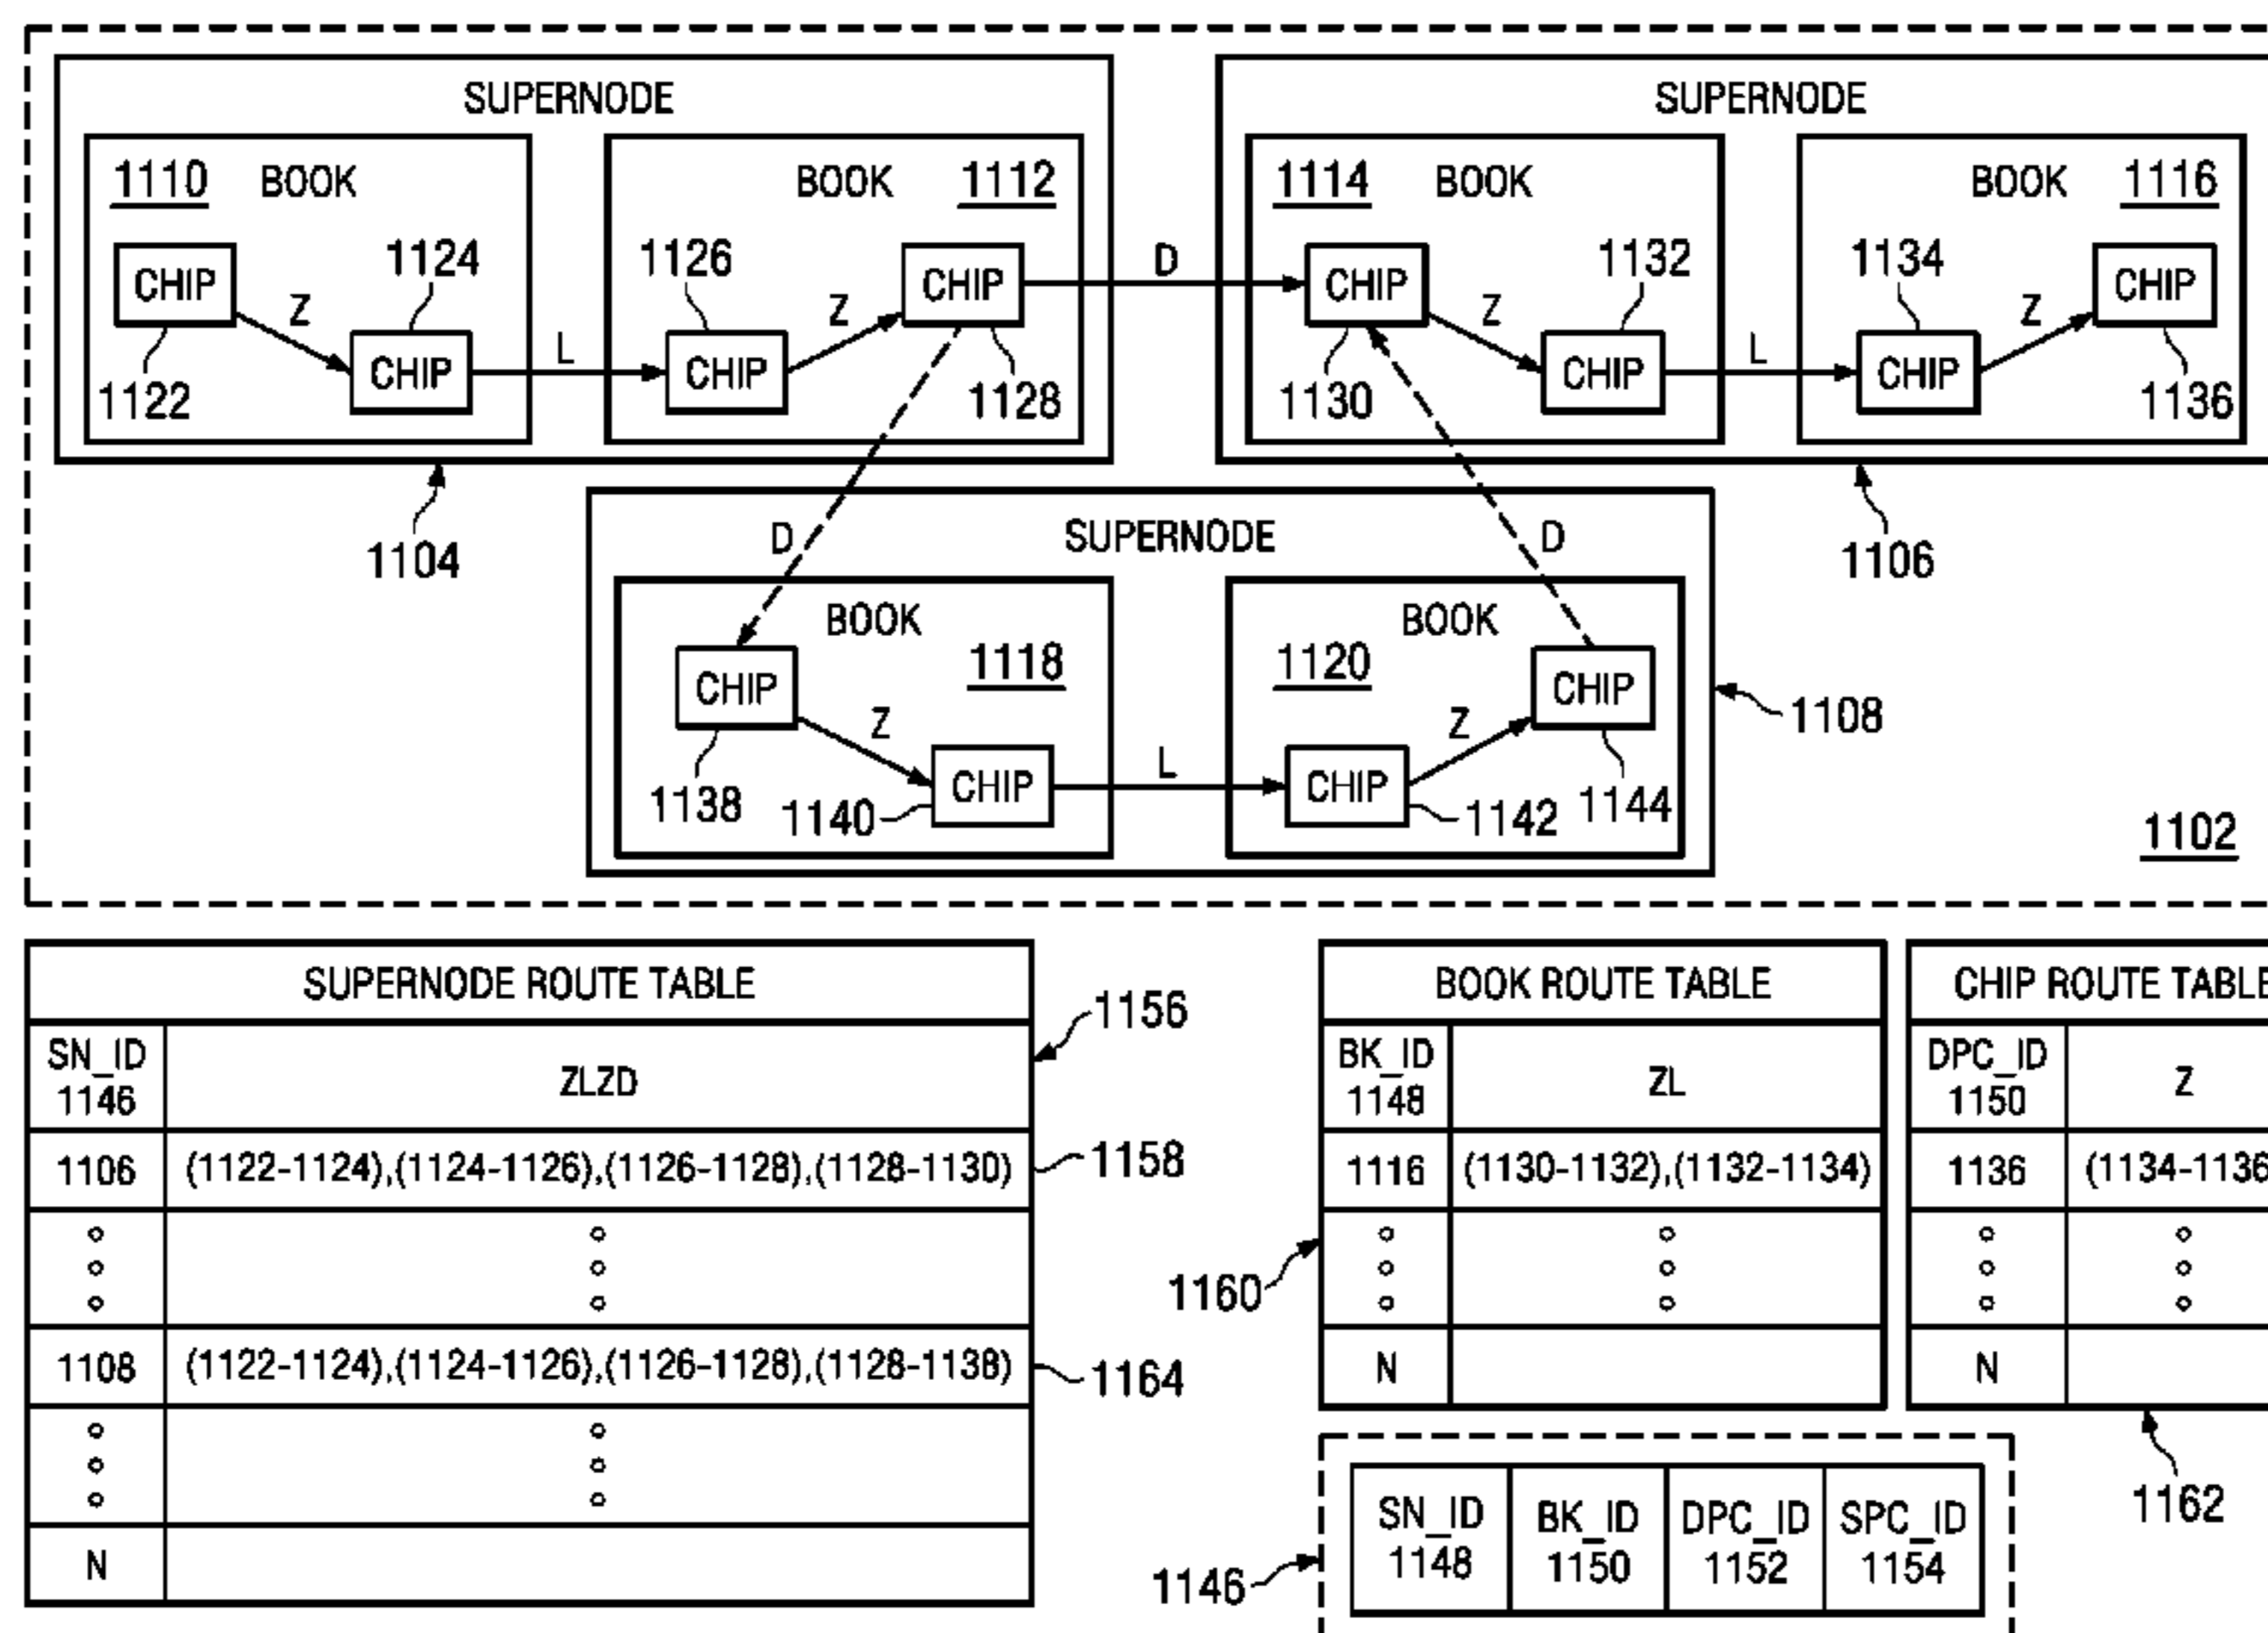 SUPERNODE
SUPERNODE
1110 BOOK
BOOK 1112
1114 BOOK
BOOK 1116
1124
1126
1132
1134
CHIP
CHIP
D
CHIP
CHIP
Z
Z
Z
Z
L
L
CHIP
CHIP
CHIP
CHIP
1122
1128
1130
1136
1104
D
SUPERNODE
D
1106
BOOK
BOOK
1118
1120
CHIP
CHIP
1108
Z
Z
L
CHIP
CHIP
1138
1140
1142
1144
1102
SUPERNODE ROUTE TABLE
1156
SN_ID 
1146
ZLZD
1106
(1122-1124),(1124-1126),(1126-1128),(1128-1130)
1158
1108
(1122-1124),(1124-1126),(1126-1128),(1128-1138)
1164
N
BOOK ROUTE TABLE
BK_ID
1148
ZL
1116
(1130-1132),(1132-1134)
1160
N
CHIP ROUTE TABLE
DPC_ID
1150
Z
1136
(1134-1136
N
1162
SN_ID
1148
BK_ID
1150
DPC_ID
1152
SPC_ID
1154
1146